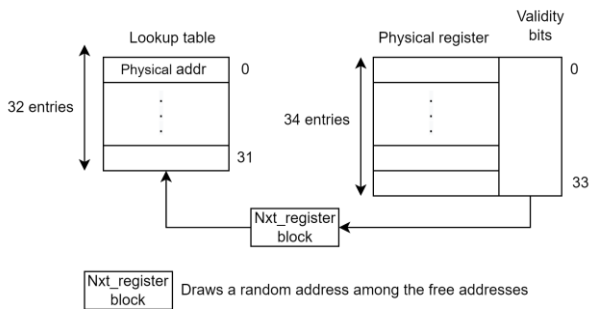 Lookup table
Physical register
Validity
bits
Physical addr
0
0
32 entries
34 entries
31
33
Nxt_register
block
Nxt_register
block
Draws a random address among the free addresses